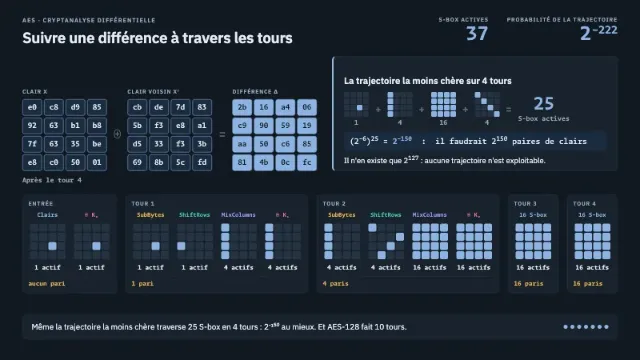 AES · CRYPTANALYSE DIFFÉRENTIELLE
Suivre une différence à travers les tours
S-BOX ACTIVES
37
PROBABILITÉ DE LA TRAJECTOIRE
2⁻²²²
CLAIR X
e0 c8 d9 85
92 63 b1 b8
7f 63 35 be
e8 c0 50 01
⊕
CLAIR VOISIN X'
cb de 7d 83
5b f3 e8 a1
d5 33 f3 3b
69 8b 5c fd
=
DIFFÉRENCE Δ
2b 16 a4 06
c9 90 59 19
aa 50 c6 85
81 4b 0c fc
Après le tour 4
La trajectoire la moins chère sur 4 tours
+ + + = 25
1 4 16 4 S-box actives
(2⁻⁶)²⁵ = 2⁻¹⁵⁰ : il faudrait 2¹⁵⁰ paires de clairs
Il n'en existe que 2¹²⁷ : aucune trajectoire n'est exploitable.
ENTRÉE
Clairs ⊕ K₀
1 actif 1 actif
aucun pari
TOUR 1
SubBytes ShiftRows MixColumns ⊕ K₁
1 actif 1 actif 4 actifs 4 actifs
1 pari
TOUR 2
SubBytes ShiftRows MixColumns ⊕ K₂
4 actifs 4 actifs 16 actifs 16 actifs
4 paris
TOUR 3
16 S-box
16 actifs
16 paris
TOUR 4
16 S-box
16 actifs
16 paris
Même la trajectoire la moins chère traverse 25 S-box en 4 tours : 2⁻¹⁵⁰ au mieux. Et AES-128 fait 10 tours.